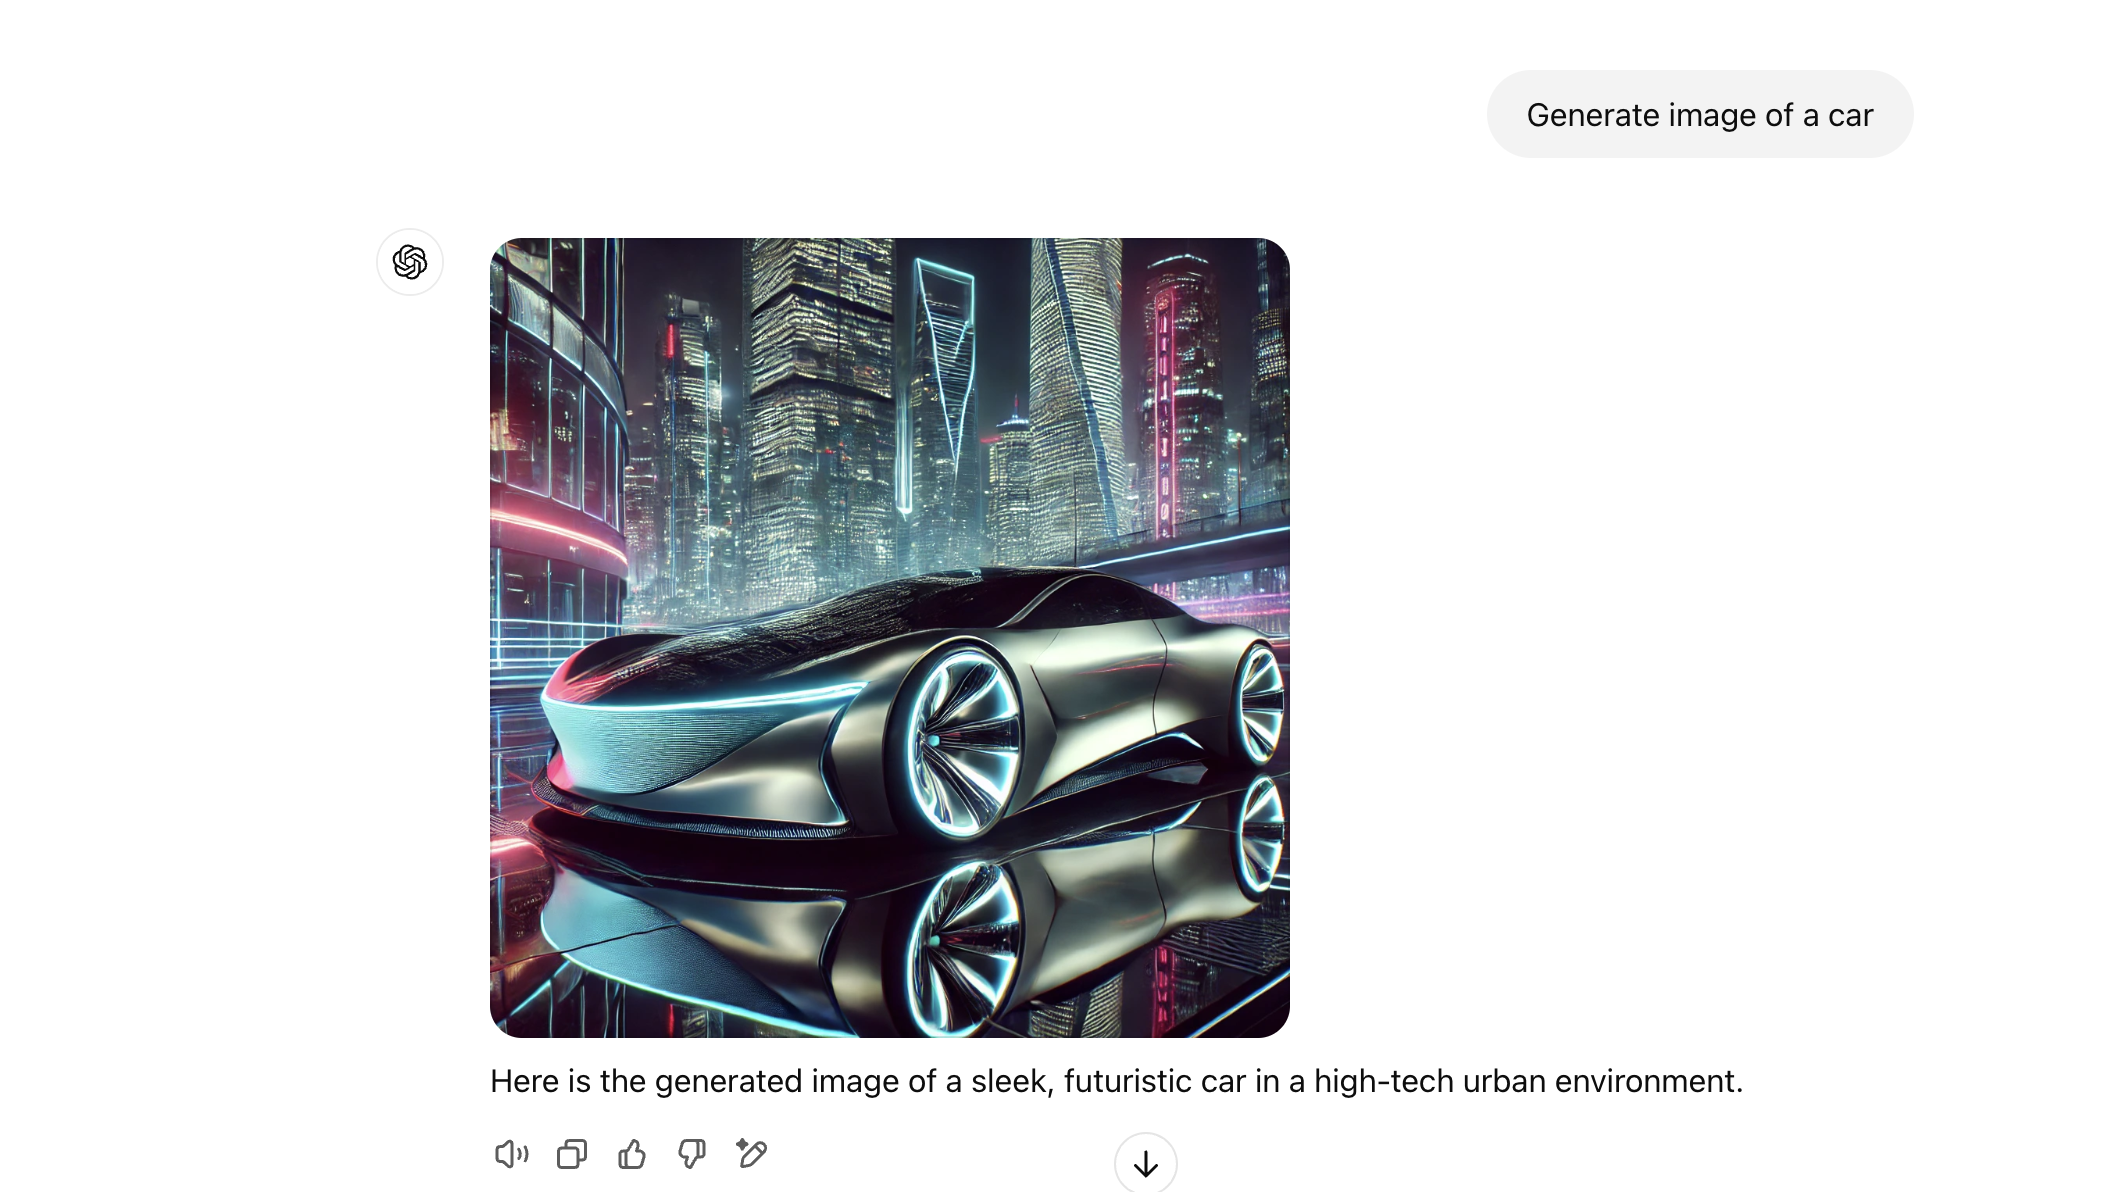 Generate image of a car
Here is the generated image of a sleek, futuristic car in a high-tech urban environment.